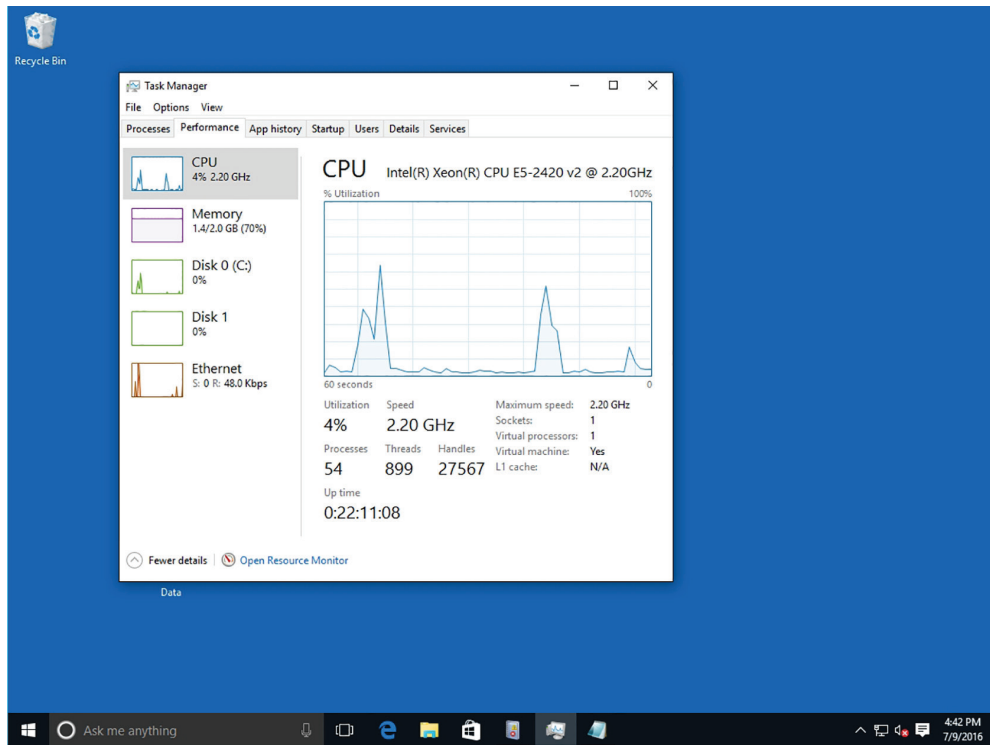 Recycle Bin
Task Manager
File Options View
Processes Performance App history Startup Users Details Services
CPU
4% 2.20 GHz
Memory
1.4/2.0 GB (70%)
Disk 0 (C:)
0%
Disk 1
0%
Ethernet
S: 0 R: 48.0 Kbps
CPU Intel(R) Xeon(R) CPU E5-2420 v2 @ 2.20GHz
% Utilization 100%
60 seconds 0
Utilization Speed
4% 2.20 GHz
Processes Threads Handles
54 899 27567
Up time
0:22:11:08
Maximum speed: 2.20 GHz
Sockets: 1
Virtual processors: 1
Virtual machine: Yes
L1 cache: N/A
Fewer details Open Resource Monitor
Data
Ask me anything
4:42 PM
7/9/2016